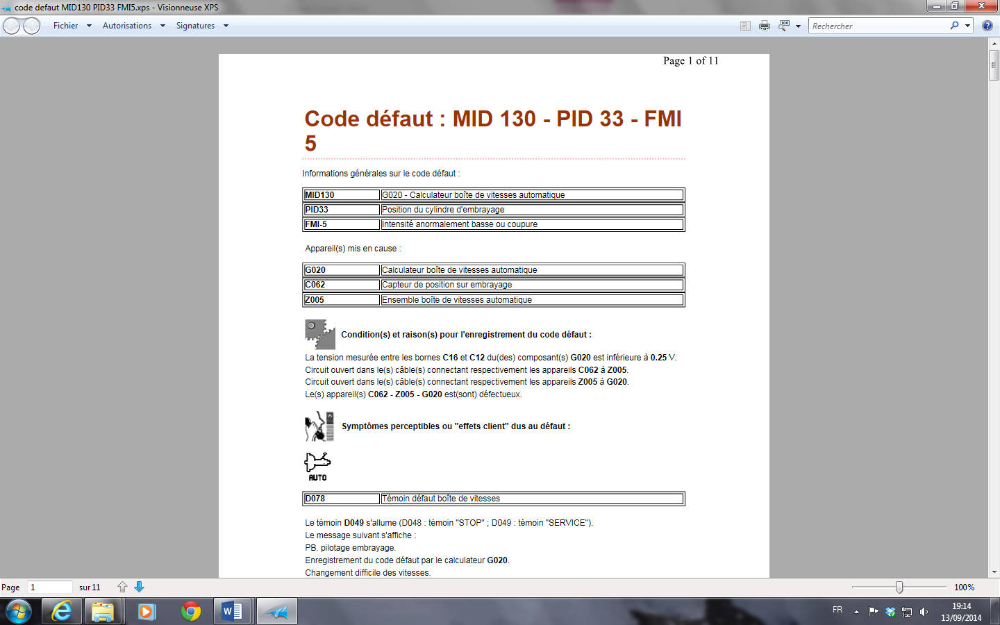 code defaut MID130 PID33 FMI5.xps - Visionneuse XPS
Fichier Autorisations Signatures
100
Rechercher
Page 1 of 11
Code défaut : MID 130 - PID 33 - FMI
5
Informations générales sur le code défaut :
MID130 G020 - Calculateur boîte de vitesses automatique
PID33 Position du cylindre d'embrayage
FMI-5 Intensité anormalement basse ou coupure
Appareil(s) mis en cause :
G020 Calculateur boîte de vitesses automatique
C062 Capteur de position sur embrayage
Z005 Ensemble boîte de vitesses automatique
Condition(s) et raison(s) pour l'enregistrement du code défaut :
La tension mesurée entre les bornes C16 et C12 du(des) composant(s) G020 est inférieure à 0.25 V.
Circuit ouvert dans le(s) câble(s) connectant respectivement les appareils C062 à Z005.
Circuit ouvert dans le(s) câble(s) connectant respectivement les appareils Z005 à G020.
Le(s) appareil(s) C062 - Z005 - G020 est(sont) défectueux.
Symptômes perceptibles ou "effets client" dus au défaut :
AUTO
D078 Témoin défaut boîte de vitesses
Le témoin D049 s'allume (D048 : témoin "STOP" ; D049 : témoin "SERVICE").
Le message suivant s'affiche :
PB. pilotage embrayage.
Enregistrement du code défaut par le calculateur G020.
Changement difficile des vitesses.
Page 1 sur 11
100%
FR
19:14
13/09/2014